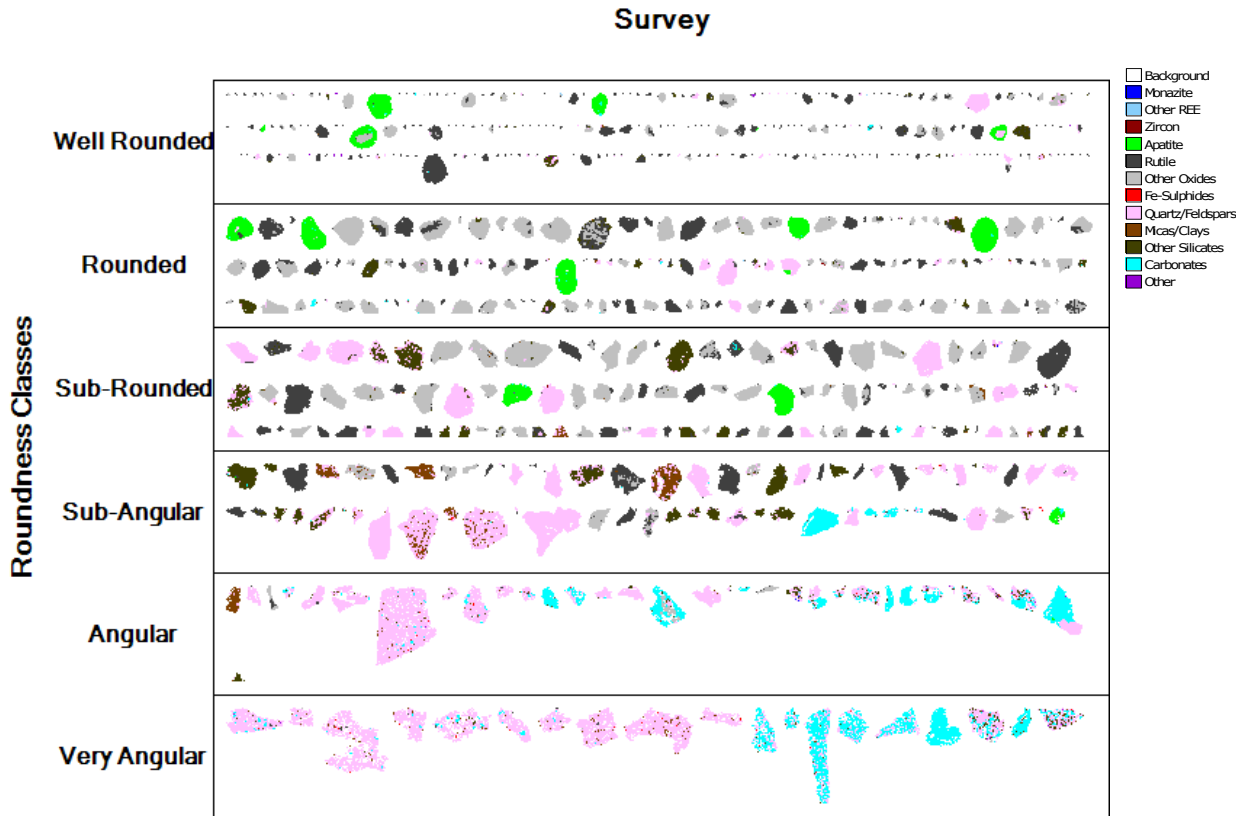 Survey
Roundness Classes
Well Rounded
Rounded
Sub-Rounded
Sub-Angular
Angular
Very Angular
Background
Monazite
Other REE
Zircon
Apatite
Rutile
Other Oxides
Fe-Sulphides
Quartz/Feldspars
Micas/Clays
Other Silicates
Carbonates
Other